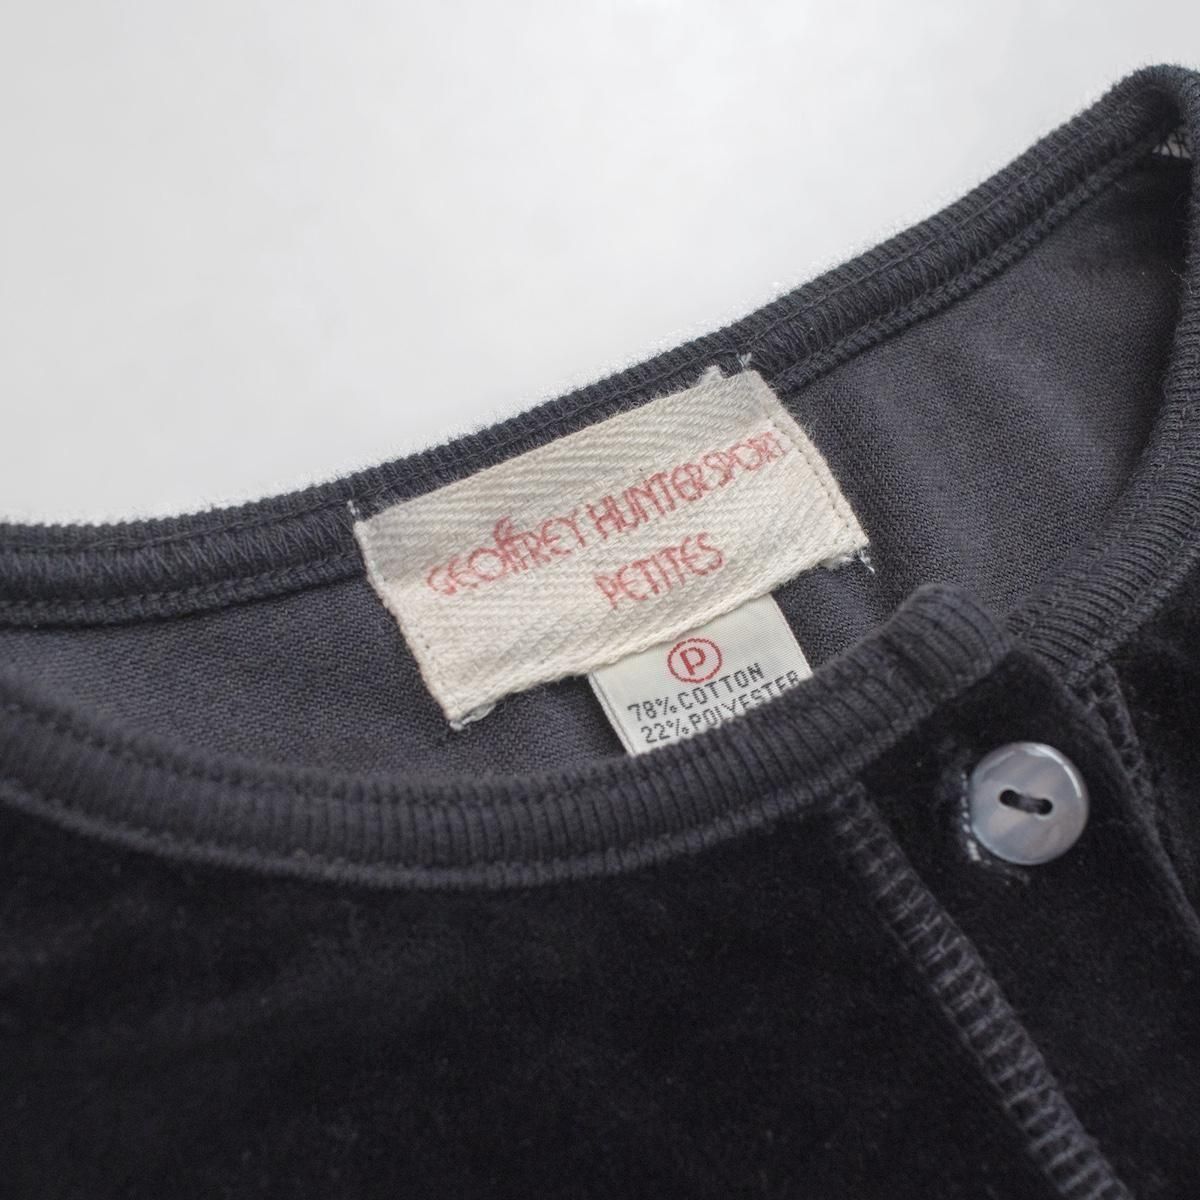 GEOFFREY HUNTERSPORT
PETITES
P
78% COTTON
22% POLYESTER